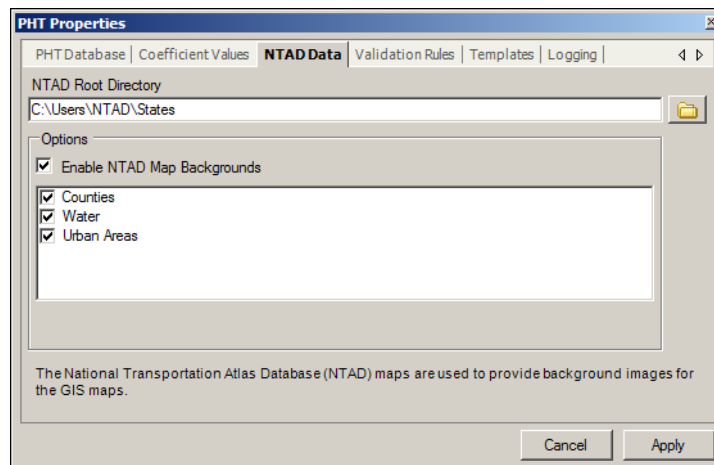 PHT Properties
PHT Database | Coefficient Values | NTAD Data | Validation Rules | Templates | Logging |
NTAD Root Directory
C:\Users\NTAD\States
Options
Enable NTAD Map Backgrounds
Counties
Water
Urban Areas
The National Transportation Atlas Database (NTAD) maps are used to provide background images for
the GIS maps.
Cancel Apply